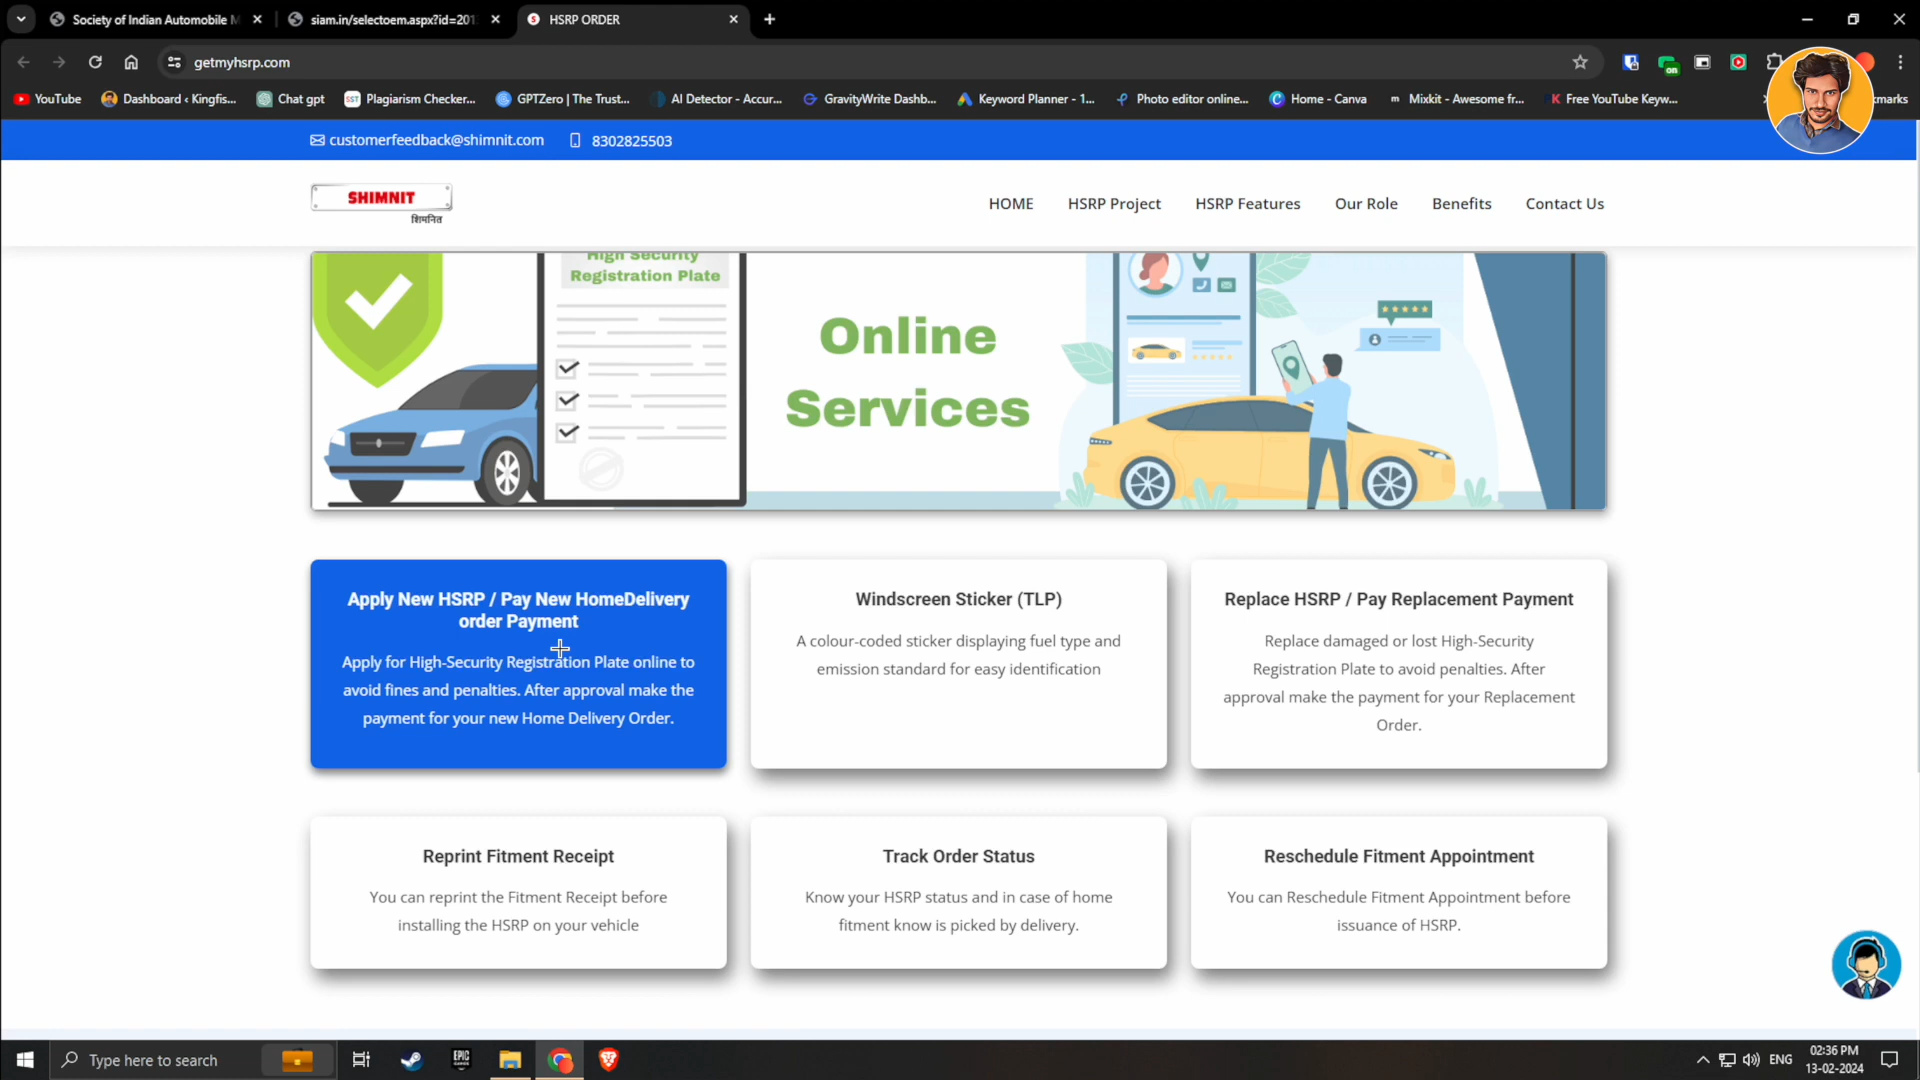 Society of Indian Automobile M
siam.in/selectoem.aspx?id=201
HSRP ORDER
getmyhsrp.com
YouTube
Dashboard ‹ Kingfis...
Chat gpt
SST
Plagiarism Checker...
GPTZero | The Trust...
AI Detector - Accur...
GravityWrite Dashb...
Keyword Planner - 1...
Photo editor online...
Home - Canva
Mixkit - Awesome fr...
Free YouTube Keyw...
on
customerfeedback@shimnit.com
8302825503
SHIMNIT
शिमनित
HOME
HSRP Project
HSRP Features
Our Role
Benefits
Contact Us
High Security
Registration Plate
Online
Services
Apply New HSRP / Pay New HomeDelivery
order Payment
Apply for High-Security Registration Plate online to
avoid fines and penalties. After approval make the
payment for your new Home Delivery Order.
Windscreen Sticker (TLP)
A colour-coded sticker displaying fuel type and
emission standard for easy identification
Replace HSRP / Pay Replacement Payment
Replace damaged or lost High-Security
Registration Plate to avoid penalties. After
approval make the payment for your Replacement
Order.
Reprint Fitment Receipt
You can reprint the Fitment Receipt before
installing the HSRP on your vehicle
Track Order Status
Know your HSRP status and in case of home
fitment know is picked by delivery.
Reschedule Fitment Appointment
You can Reschedule Fitment Appointment before
issuance of HSRP.
Type here to search
EPIC
ENG
02:36 PM
13-02-2024